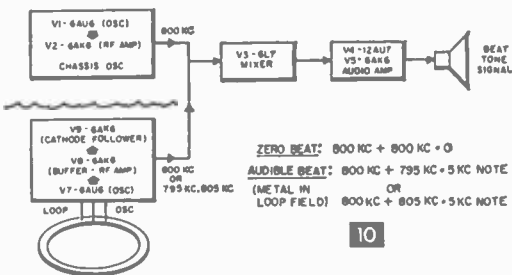 V1-6AU6 (OSC)
V2-6AK6 (RF AMP)
CHASSIS OSC
800 KC
V3-6L7
MIXER
V4-12AU7
V5-6AK6
AUDIO AMP
BEAT
TONE
SIGNAL
V9-6AK6
(CATHODE FOLLOWER)
V8-6AK6
(BUFFER-RF AMP)
V7-6AU6 (OSC)
800 KC
OR
795 KC, 805 KC
LOOP OSC
ZERO BEAT: 800 KC + 800 KC = 0
AUDIBLE BEAT: 800 KC + 795 KC = 5 KC NOTE
(METAL IN OR
LOOP FIELD) 800 KC + 805 KC = 5 KC NOTE
10